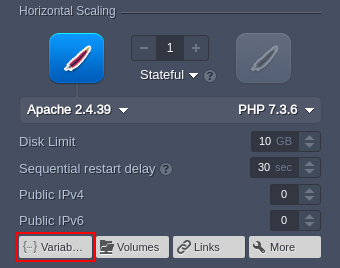 Horizontal Scaling
− 1 +
Stateful ?
Apache 2.4.39 PHP 7.3.6
Disk Limit 10 GB
Sequential restart delay ? 30 sec
Public IPv4 0
Public IPv6 0
{··} Variab... Volumes Links More